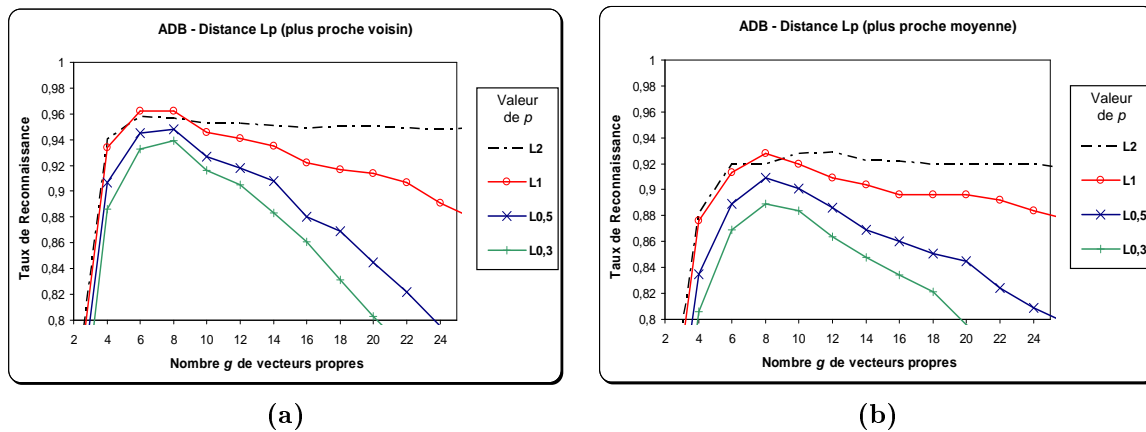 ADB - Distance Lp (plus proche voisin)
Taux de Reconnaissance
1
0,98
0,96
0,94
0,92
0,9
0,88
0,86
0,84
0,82
0,8
2 4 6 8 10 12 14 16 18 20 22 24
Nombre g de vecteurs propres
Valeur
de p
L2
L1
L0,5
L0,3
(a)
ADB - Distance Lp (plus proche moyenne)
Taux de Reconnaissance
1
0,98
0,96
0,94
0,92
0,9
0,88
0,86
0,84
0,82
0,8
2 4 6 8 10 12 14 16 18 20 22 24
Nombre g de vecteurs propres
Valeur
de p
L2
L1
L0,5
L0,3
(b)